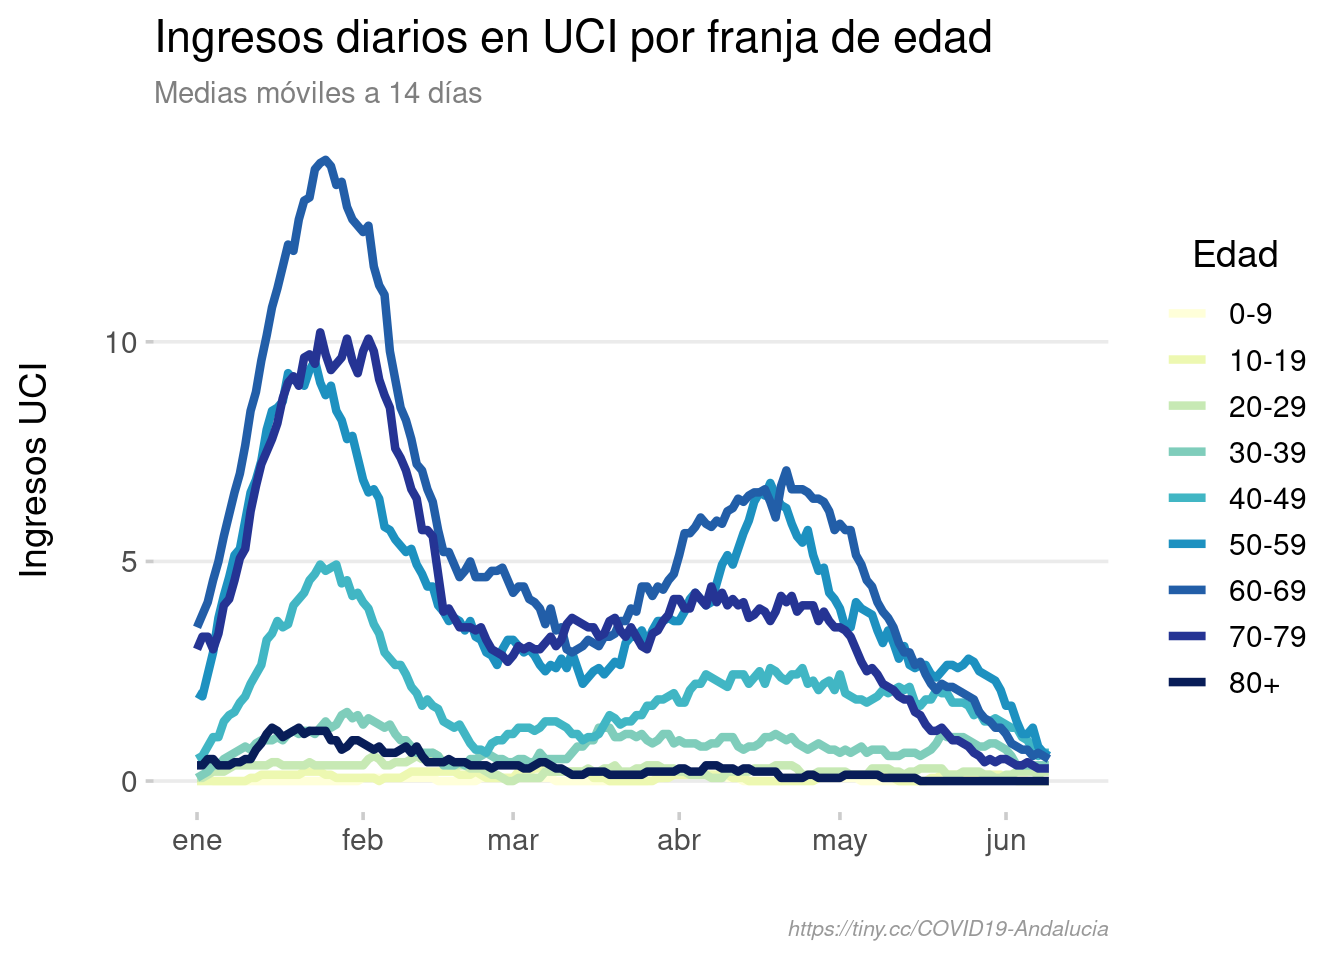 Ingresos diarios en UCI por franja de edad
Medias móviles a 14 días
Ingresos UCI
10
5
0
ene
feb
mar
abr
may
jun
Edad
0-9
10-19
20-29
30-39
40-49
50-59
60-69
70-79
80+
https://tiny.cc/COVID19-Andalucia